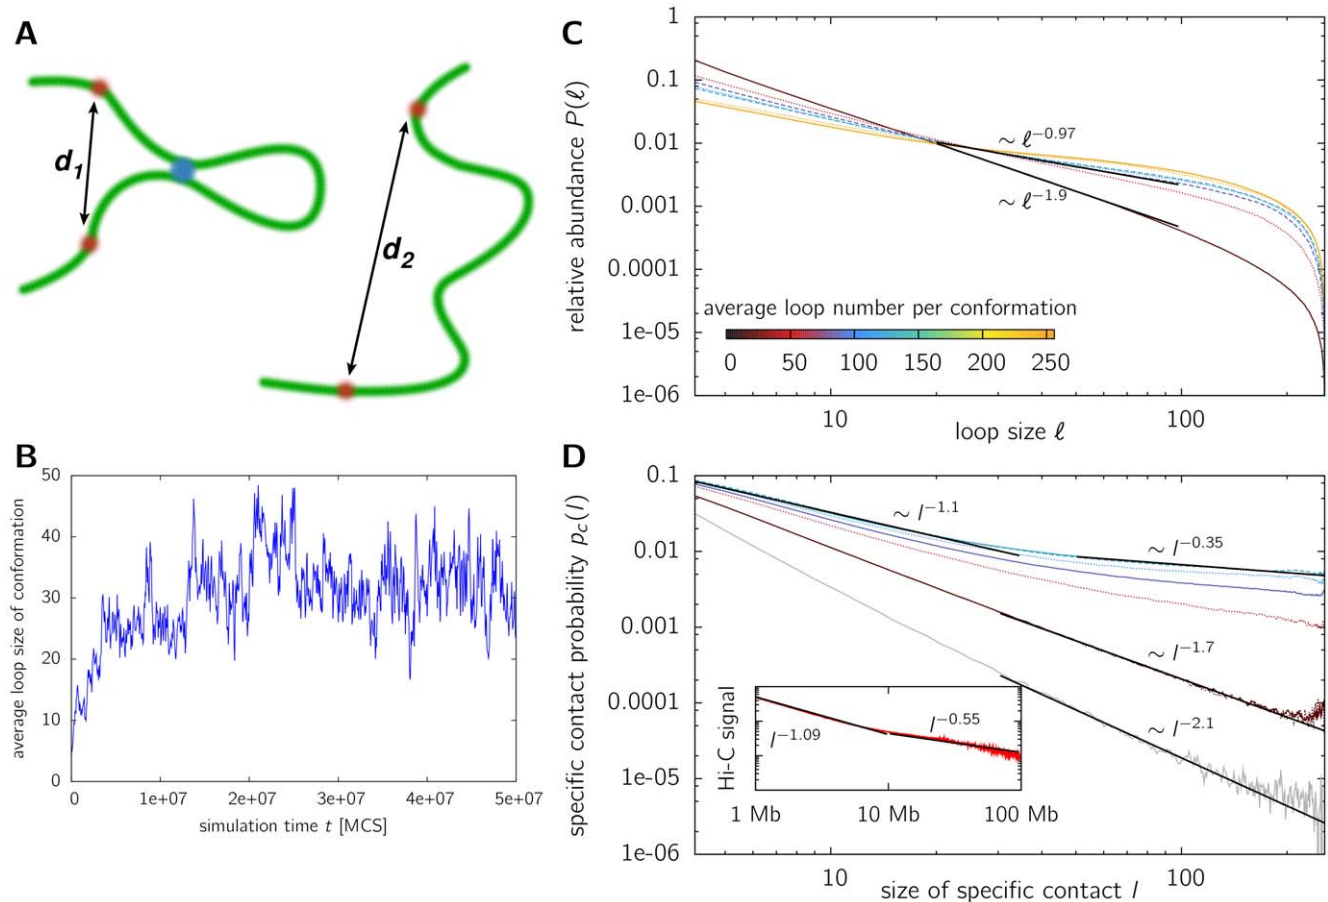 A
d1
d2
B
average loop size of conformation
50
40
30
20
10
0
0 1e+07 2e+07 3e+07 4e+07 5e+07
simulation time t [MCS]
C
relative abundance P(ℓ)
1
0.1
0.01
0.001
0.0001
1e-05
1e-06
~ ℓ^-0.97
~ ℓ^-1.9
average loop number per conformation
0 50 100 150 200 250
10 100
loop size ℓ
D
specific contact probability pc(l)
0.1
0.01
0.001
0.0001
1e-05
1e-06
~ l^-1.1
~ l^-0.35
~ l^-1.7
~ l^-2.1
Hi-C signal
l^-1.09
l^-0.55
1 Mb 10 Mb 100 Mb
10 100
size of specific contact l